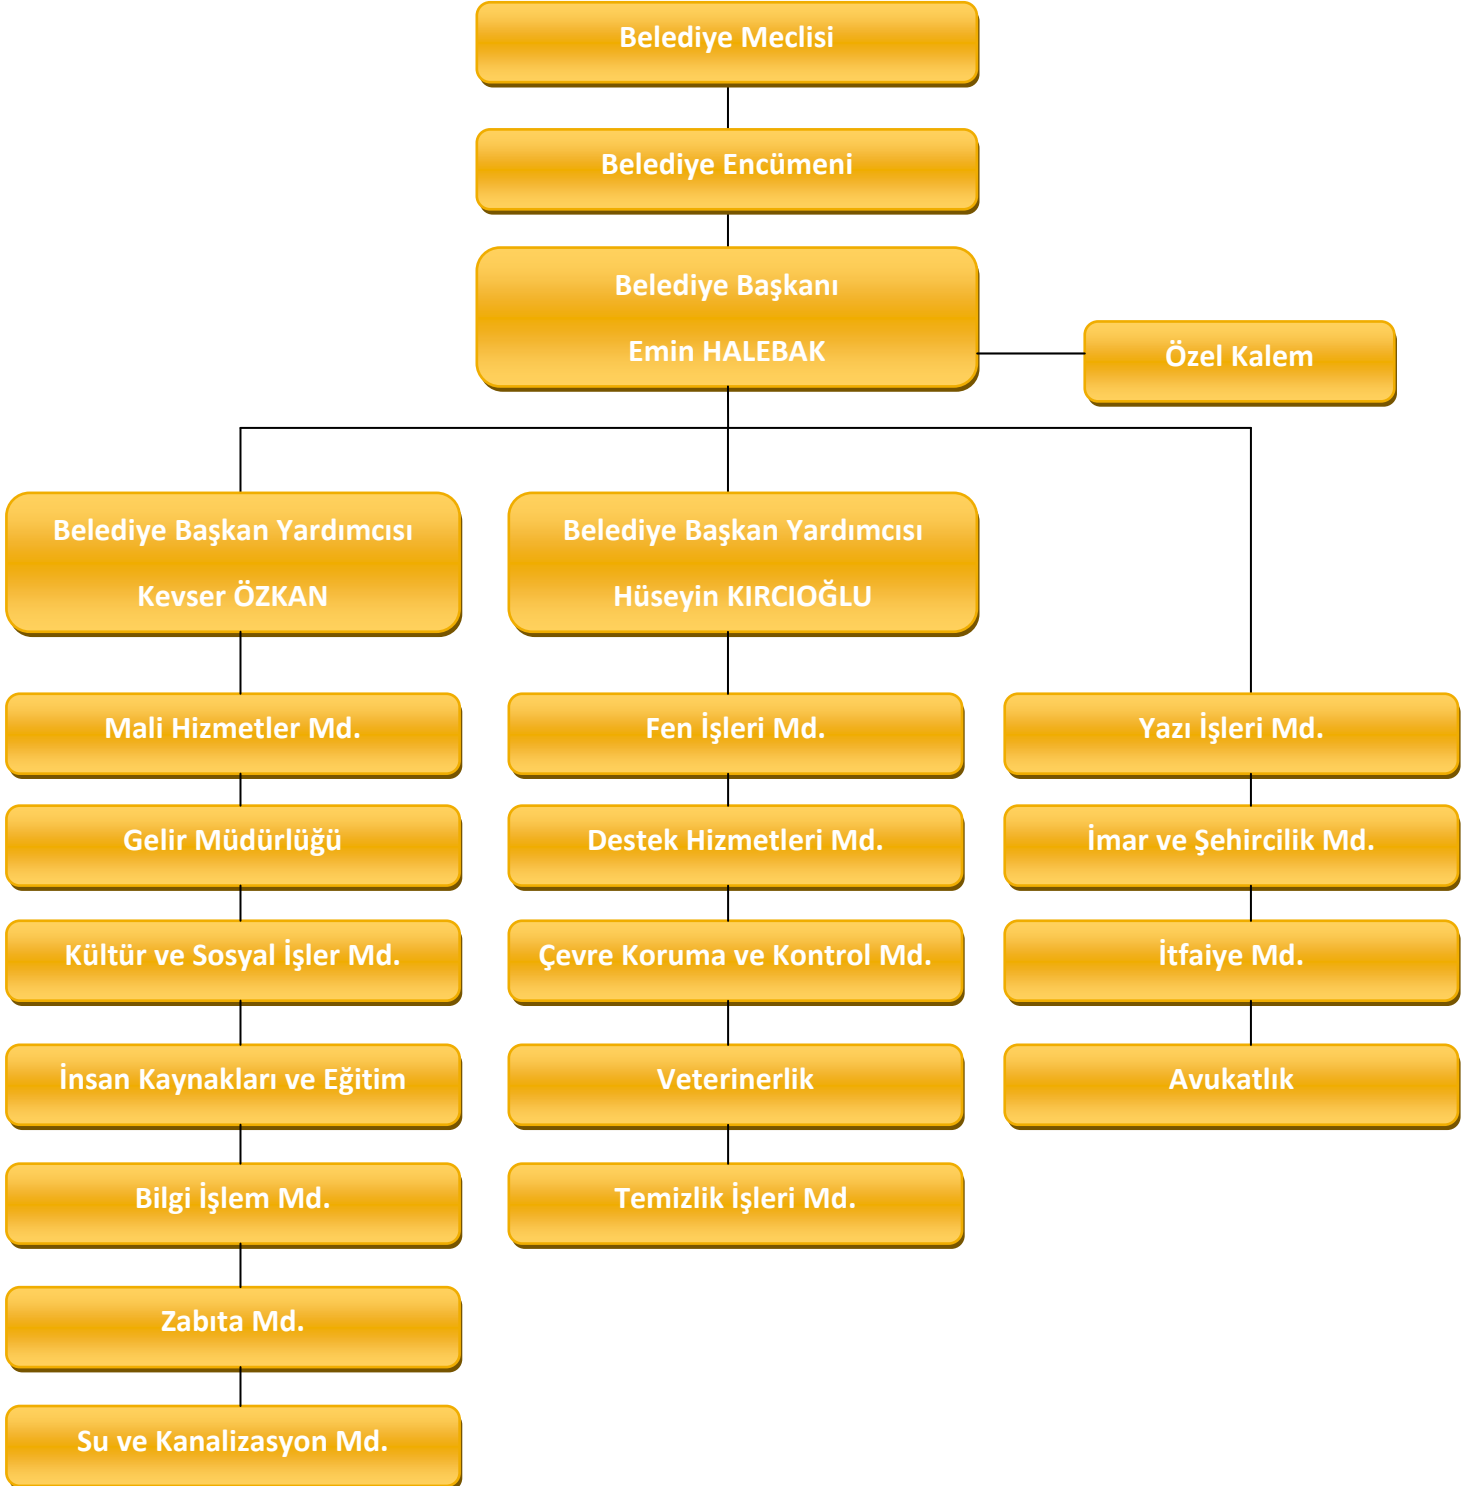 Belediye Meclisi
Belediye Encümeni
Belediye Başkanı
Emin HALEBAK
Özel Kalem
Belediye Başkan Yardımcısı
Kevser ÖZKAN
Belediye Başkan Yardımcısı
Hüseyin KIRCIOĞLU
Mali Hizmetler Md.
Fen İşleri Md.
Yazı İşleri Md.
Gelir Müdürlüğü
Destek Hizmetleri Md.
İmar ve Şehircilik Md.
Kültür ve Sosyal İşler Md.
Çevre Koruma ve Kontrol Md.
İtfaiye Md.
İnsan Kaynakları ve Eğitim
Veterinerlik
Avukatlık
Bilgi İşlem Md.
Temizlik İşleri Md.
Zabıta Md.
Su ve Kanalizasyon Md.